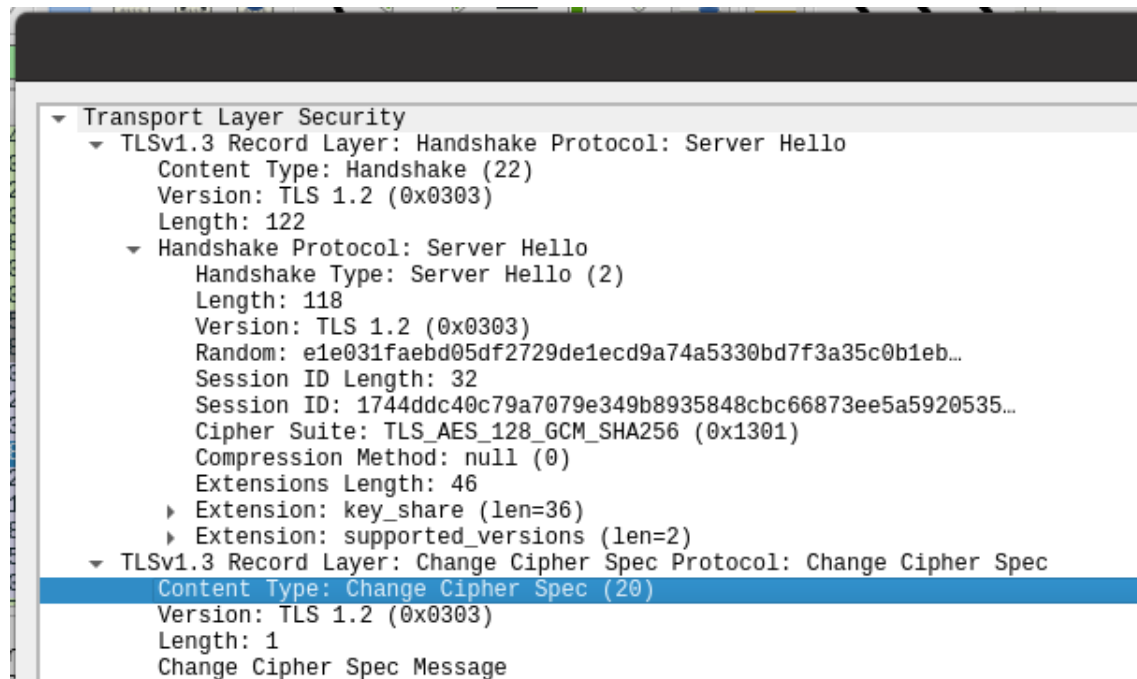 Transport Layer Security
TLSv1.3 Record Layer: Handshake Protocol: Server Hello
Content Type: Handshake (22)
Version: TLS 1.2 (0x0303)
Length: 122
Handshake Protocol: Server Hello
Handshake Type: Server Hello (2)
Length: 118
Version: TLS 1.2 (0x0303)
Random: e1e031faebd05df2729de1ecd9a74a5330bd7f3a35c0b1eb…
Session ID Length: 32
Session ID: 1744ddc40c79a7079e349b8935848cbc66873ee5a5920535…
Cipher Suite: TLS_AES_128_GCM_SHA256 (0x1301)
Compression Method: null (0)
Extensions Length: 46
Extension: key_share (len=36)
Extension: supported_versions (len=2)
TLSv1.3 Record Layer: Change Cipher Spec Protocol: Change Cipher Spec
Content Type: Change Cipher Spec (20)
Version: TLS 1.2 (0x0303)
Length: 1
Change Cipher Spec Message